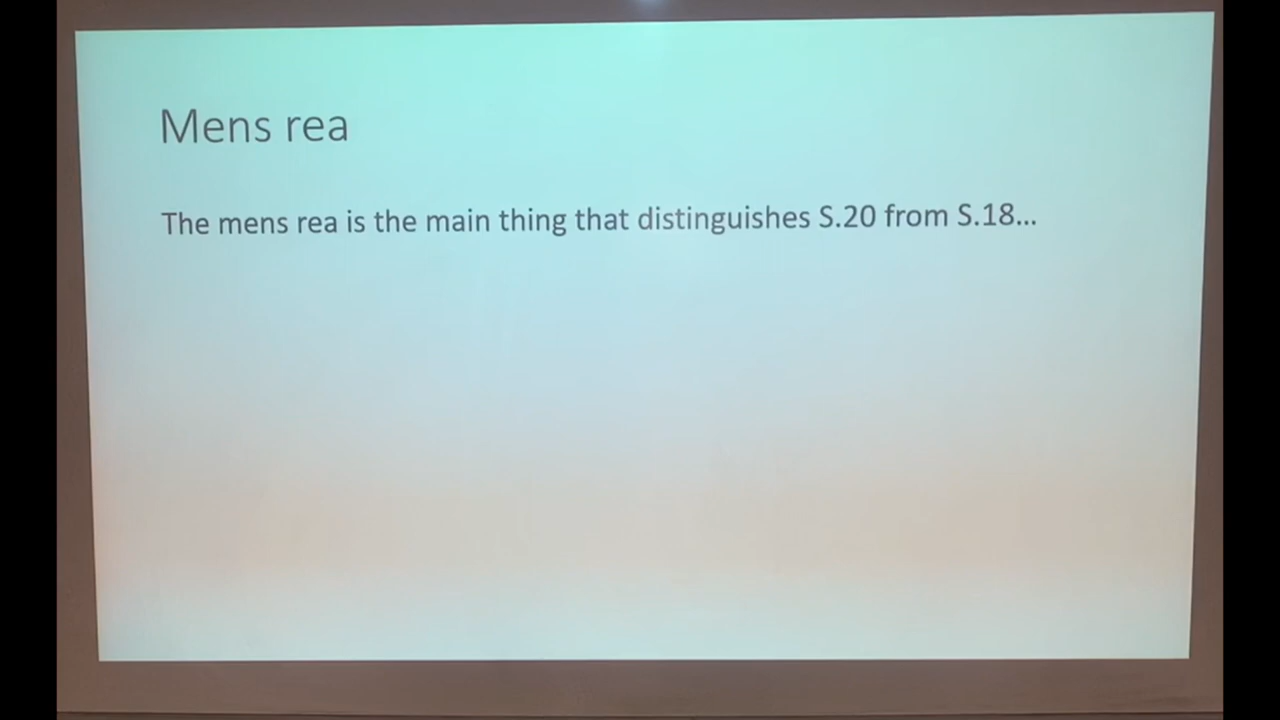 Mens rea
The mens rea is the main thing that distinguishes S.20 from S.18...